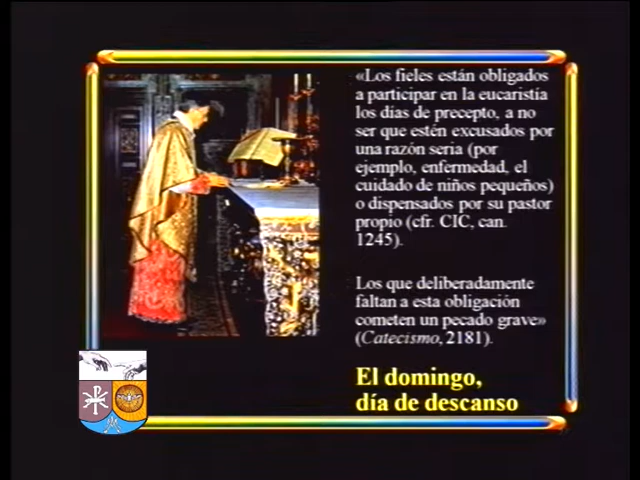 «Los fieles están obligados
a participar en la eucaristía
los días de precepto, a no
ser que estén excusados por
una razón seria (por
ejemplo, enfermedad, el
cuidado de niños pequeños)
o dispensados por su pastor
propio (cfr. CIC, can.
1245).
Los que deliberadamente
faltan a esta obligación
cometen un pecado grave»
(Catecismo, 2181).
El domingo,
día de descanso